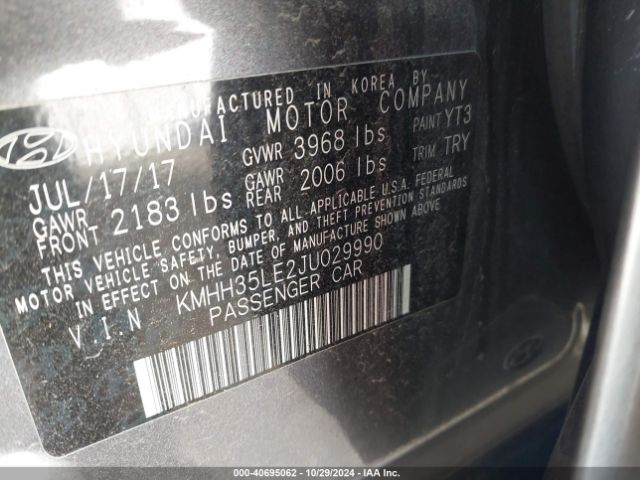 MANUFACTURED IN KOREA BY
HYUNDAI MOTOR COMPANY
JUL/17/17 GVWR 3968 lbs PAINT YT3
GAWR FRONT 2183 lbs GAWR REAR 2006 lbs TRIM TRY
THIS VEHICLE CONFORMS TO ALL APPLICABLE U.S.A. FEDERAL
MOTOR VEHICLE SAFETY, BUMPER, AND THEFT PREVENTION STANDARDS
IN EFFECT ON THE DATE OF MANUFACTURE SHOWN ABOVE
V.I.N KMHH35LE2JU029990
PASSENGER CAR
000-40695062 | 10/29/2024 | IAA Inc.